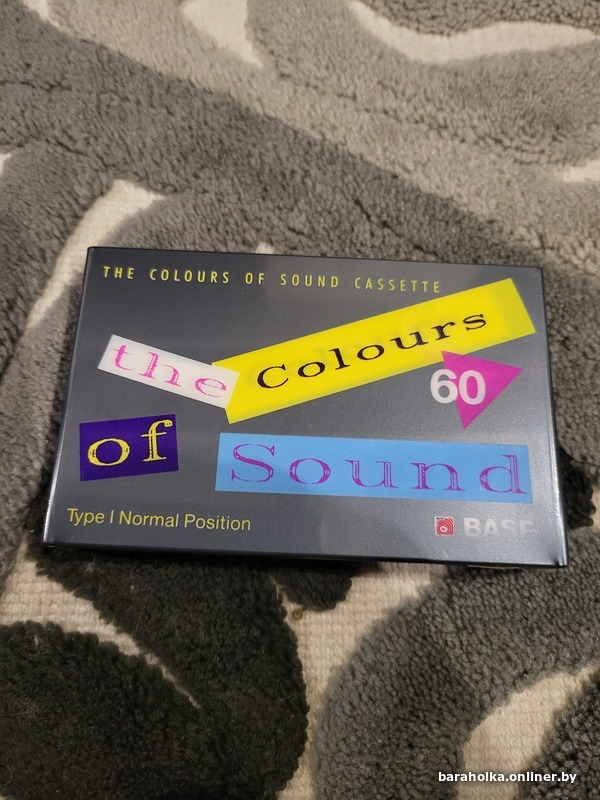 THE COLOURS OF SOUND CASSETTE
the Colours
60
of Sound
Type I Normal Position
BASF
baraholka.onliner.by